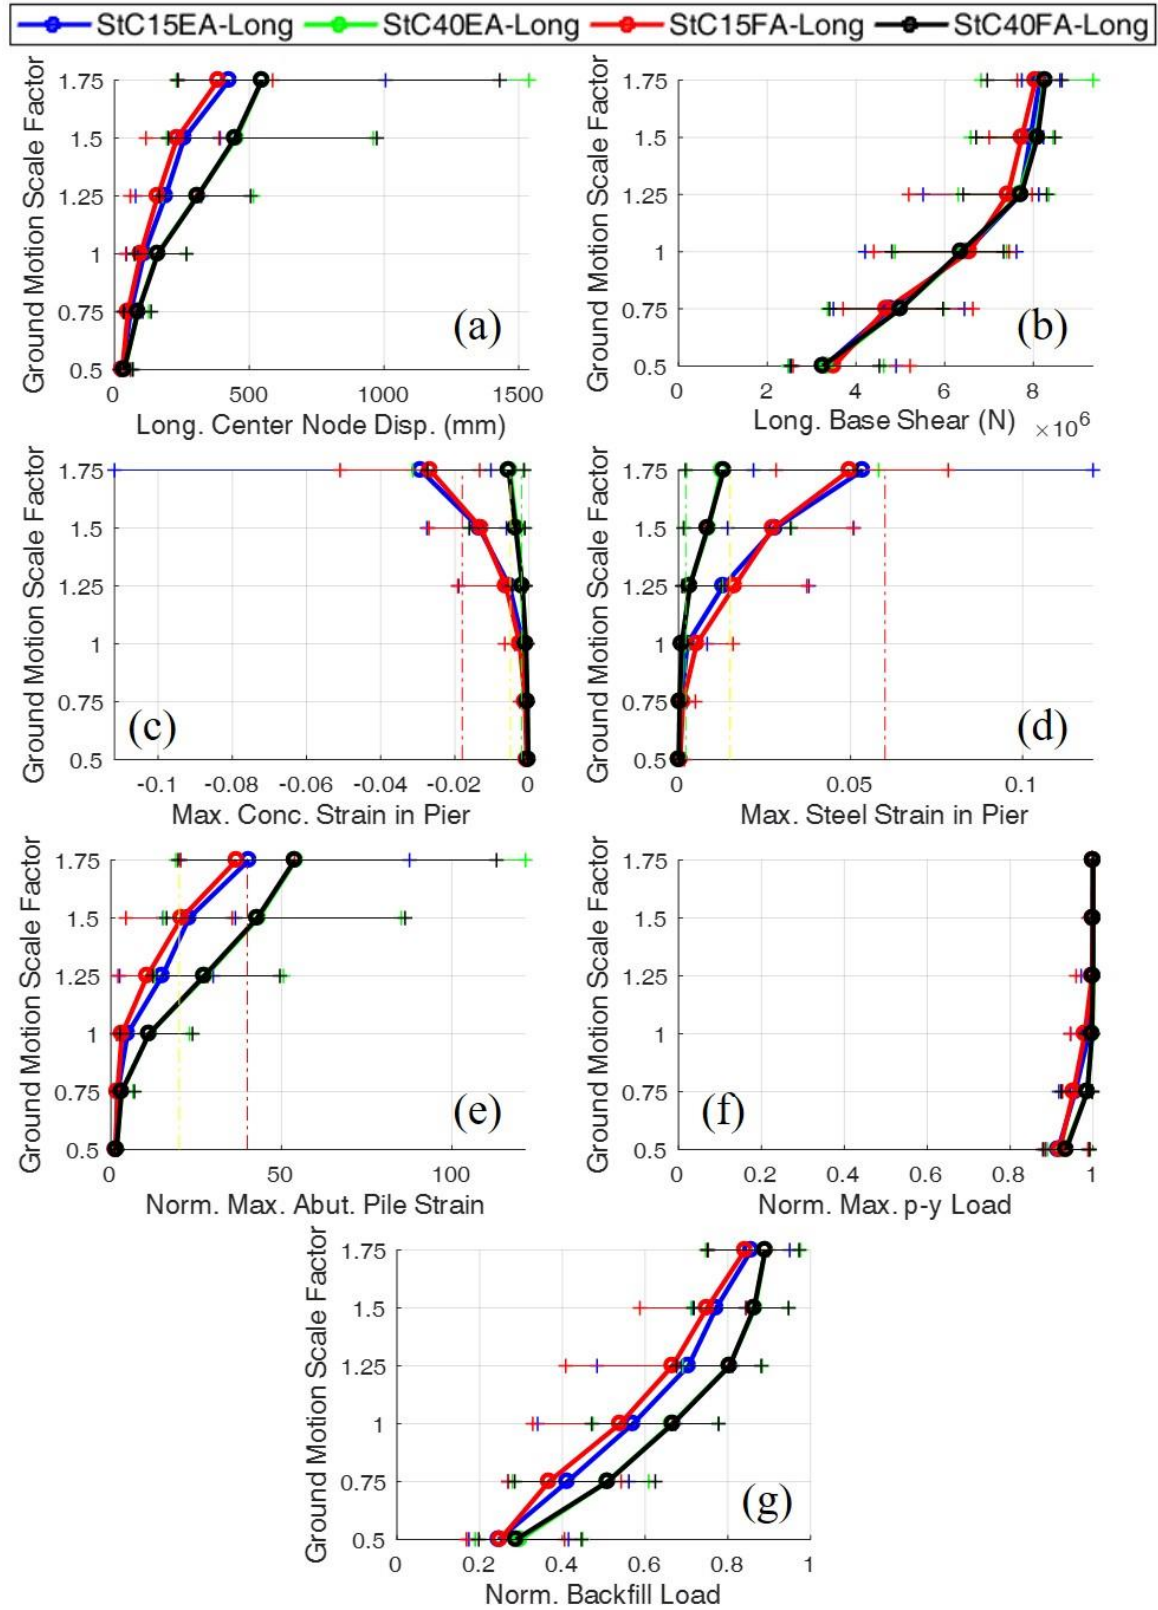 StC15EA-Long StC40EA-Long StC15FA-Long StC40FA-Long
Ground Motion Scale Factor
1.75
1.5
1.25
1
0.75
0.5
(a)
0 500 1000 1500
Long. Center Node Disp. (mm)
Ground Motion Scale Factor
1.75
1.5
1.25
1
0.75
0.5
(b)
0 2 4 6 8
Long. Base Shear (N) ×10^6
Ground Motion Scale Factor
1.75
1.5
1.25
1
0.75
0.5
(c)
-0.1 -0.08 -0.06 -0.04 -0.02 0
Max. Conc. Strain in Pier
Ground Motion Scale Factor
1.75
1.5
1.25
1
0.75
0.5
(d)
0 0.05 0.1
Max. Steel Strain in Pier
Ground Motion Scale Factor
1.75
1.5
1.25
1
0.75
0.5
(e)
0 50 100
Norm. Max. Abut. Pile Strain
Ground Motion Scale Factor
1.75
1.5
1.25
1
0.75
0.5
(f)
0 0.2 0.4 0.6 0.8 1
Norm. Max. p-y Load
Ground Motion Scale Factor
1.75
1.5
1.25
1
0.75
0.5
(g)
0 0.2 0.4 0.6 0.8 1
Norm. Backfill Load